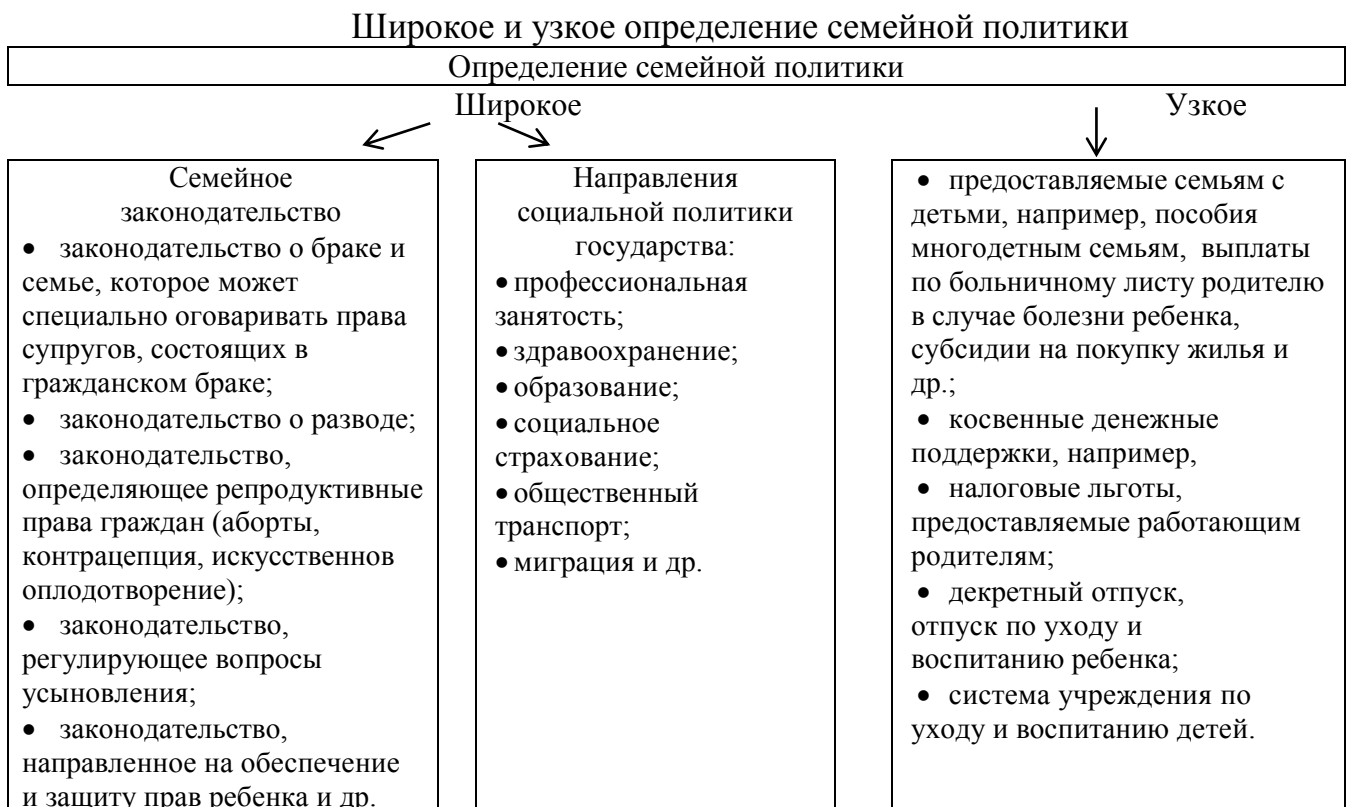 Широкое и узкое определение семейной политики
Определение семейной политики
Широкое
Узкое
Семейное
законодательство
• законодательство о браке и
семье, которое может
специально оговаривать права
супругов, состоящих в
гражданском браке;
• законодательство о разводе;
• законодательство,
определяющее репродуктивные
права граждан (аборты,
контрацепция, искусственнов
оплодотворение);
• законодательство,
регулирующее вопросы
усыновления;
• законодательство,
направленное на обеспечение
и защиту прав ребенка и др.
Направления
социальной политики
государства:
• профессиональная
занятость;
• здравоохранение;
• образование;
• социальное
страхование;
• общественный
транспорт;
• миграция и др.
• предоставляемые семьям с
детьми, например, пособия
многодетным семьям, выплаты
по больничному листу родителю
в случае болезни ребенка,
субсидии на покупку жилья и
др.;
• косвенные денежные
поддержки, например,
• налоговые льготы,
предоставляемые работающим
родителям;
• декретный отпуск,
отпуск по уходу и
воспитанию ребенка;
• система учреждения по
уходу и воспитанию детей.